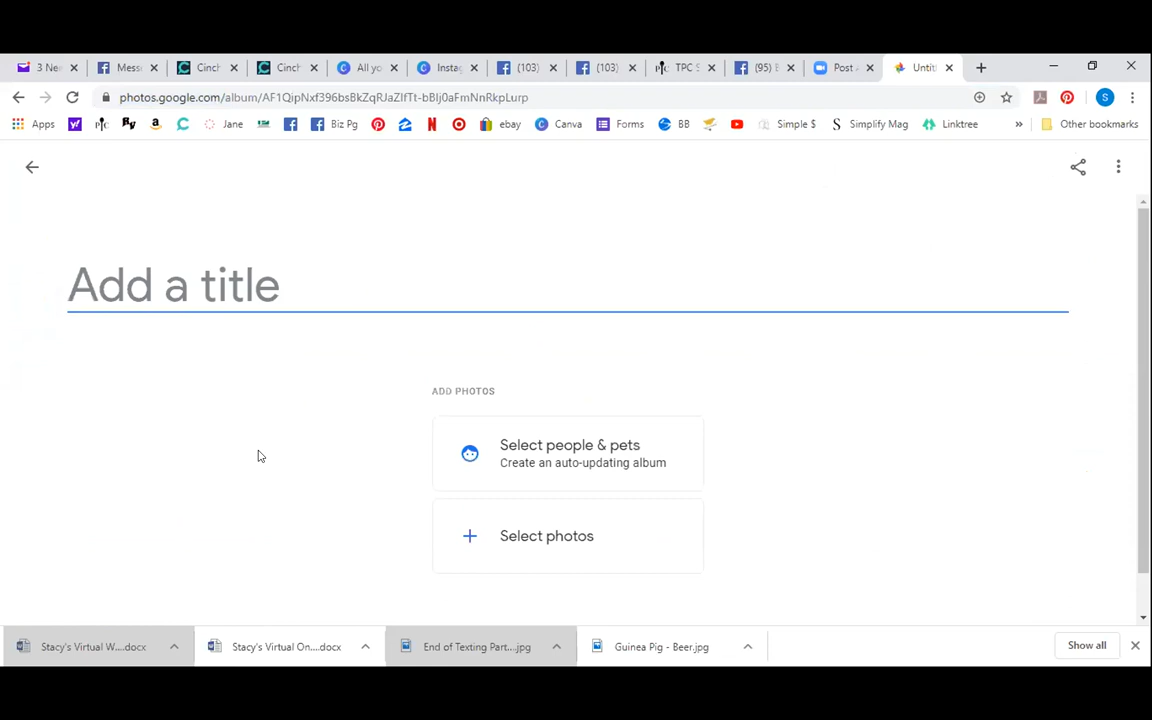 3 Ne
Mess
Cinch
Cinch
All yo
Insta
(103)
(103)
TPC S
(95)
Post
Untit
photos.google.com/album/AF1QipNxf396bsBkZqRJaZIfTt-bBIj0aFmNnRkpLurp
S
Apps
Jane
Biz Pg
ebay
Canva
Forms
BB
Simple $
Simplify Mag
Linktree
»
Other bookmarks
Add a title
ADD PHOTOS
Select people & pets
Create an auto-updating album
Select photos
Stacy's Virtual W....docx
Stacy's Virtual On....docx
End of Texting Part....jpg
Guinea Pig - Beer.jpg
Show all